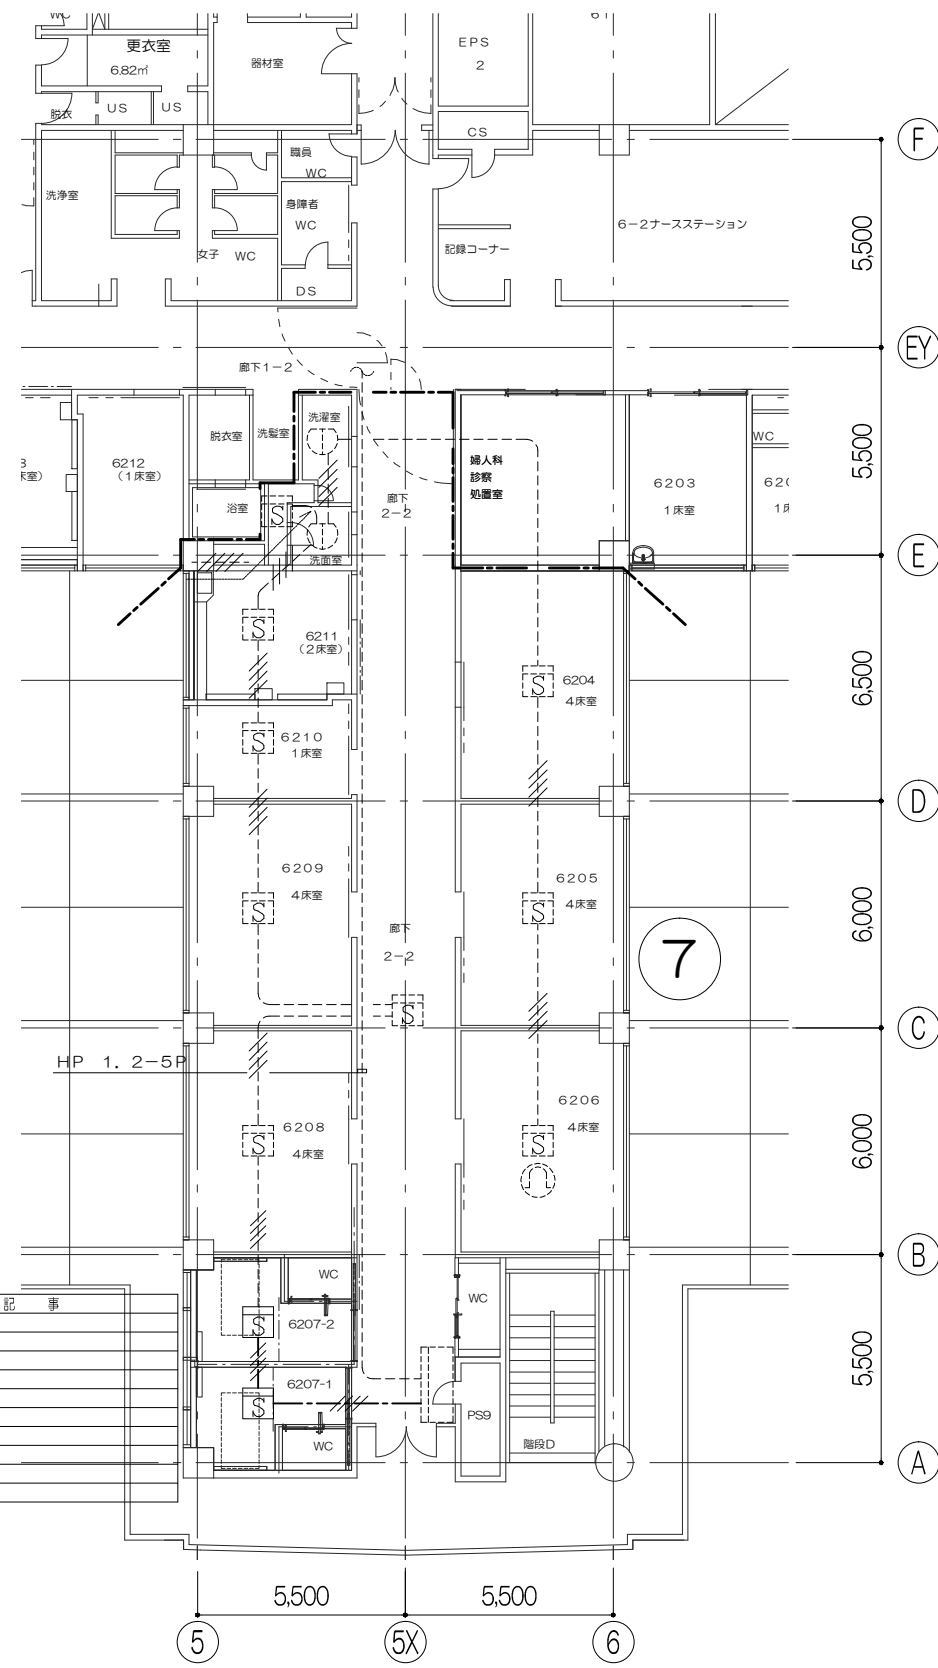 更衣室
6.82㎡
器材室
EPS
2
脱衣
US
US
CS
F
職員
WC
洗浄室
身障者
WC
女子 WC
DS
6-2ナースステーション
記録コーナー
5,500
EY
廊下1-2
脱衣室
洗髪室
洗濯室
6212
(1床室)
床室)
浴室
洗面室
廊下
2-2
婦人科
診察
処置室
6203
1床室
WC
5,500
E
S
S
6211
(2床室)
S
6204
4床室
6,500
S
6210
1床室
D
6209
4床室
S
S
6205
4床室
廊下
2-2
7
6,000
S
C
HP 1.2-5P
6208
4床室
S
S
6206
4床室
6,000
B
記 事
WC
WC
S
6207-2
5,500
6207-1
S
WC
PS9
階段D
A
5,500
5,500
5
5X
6